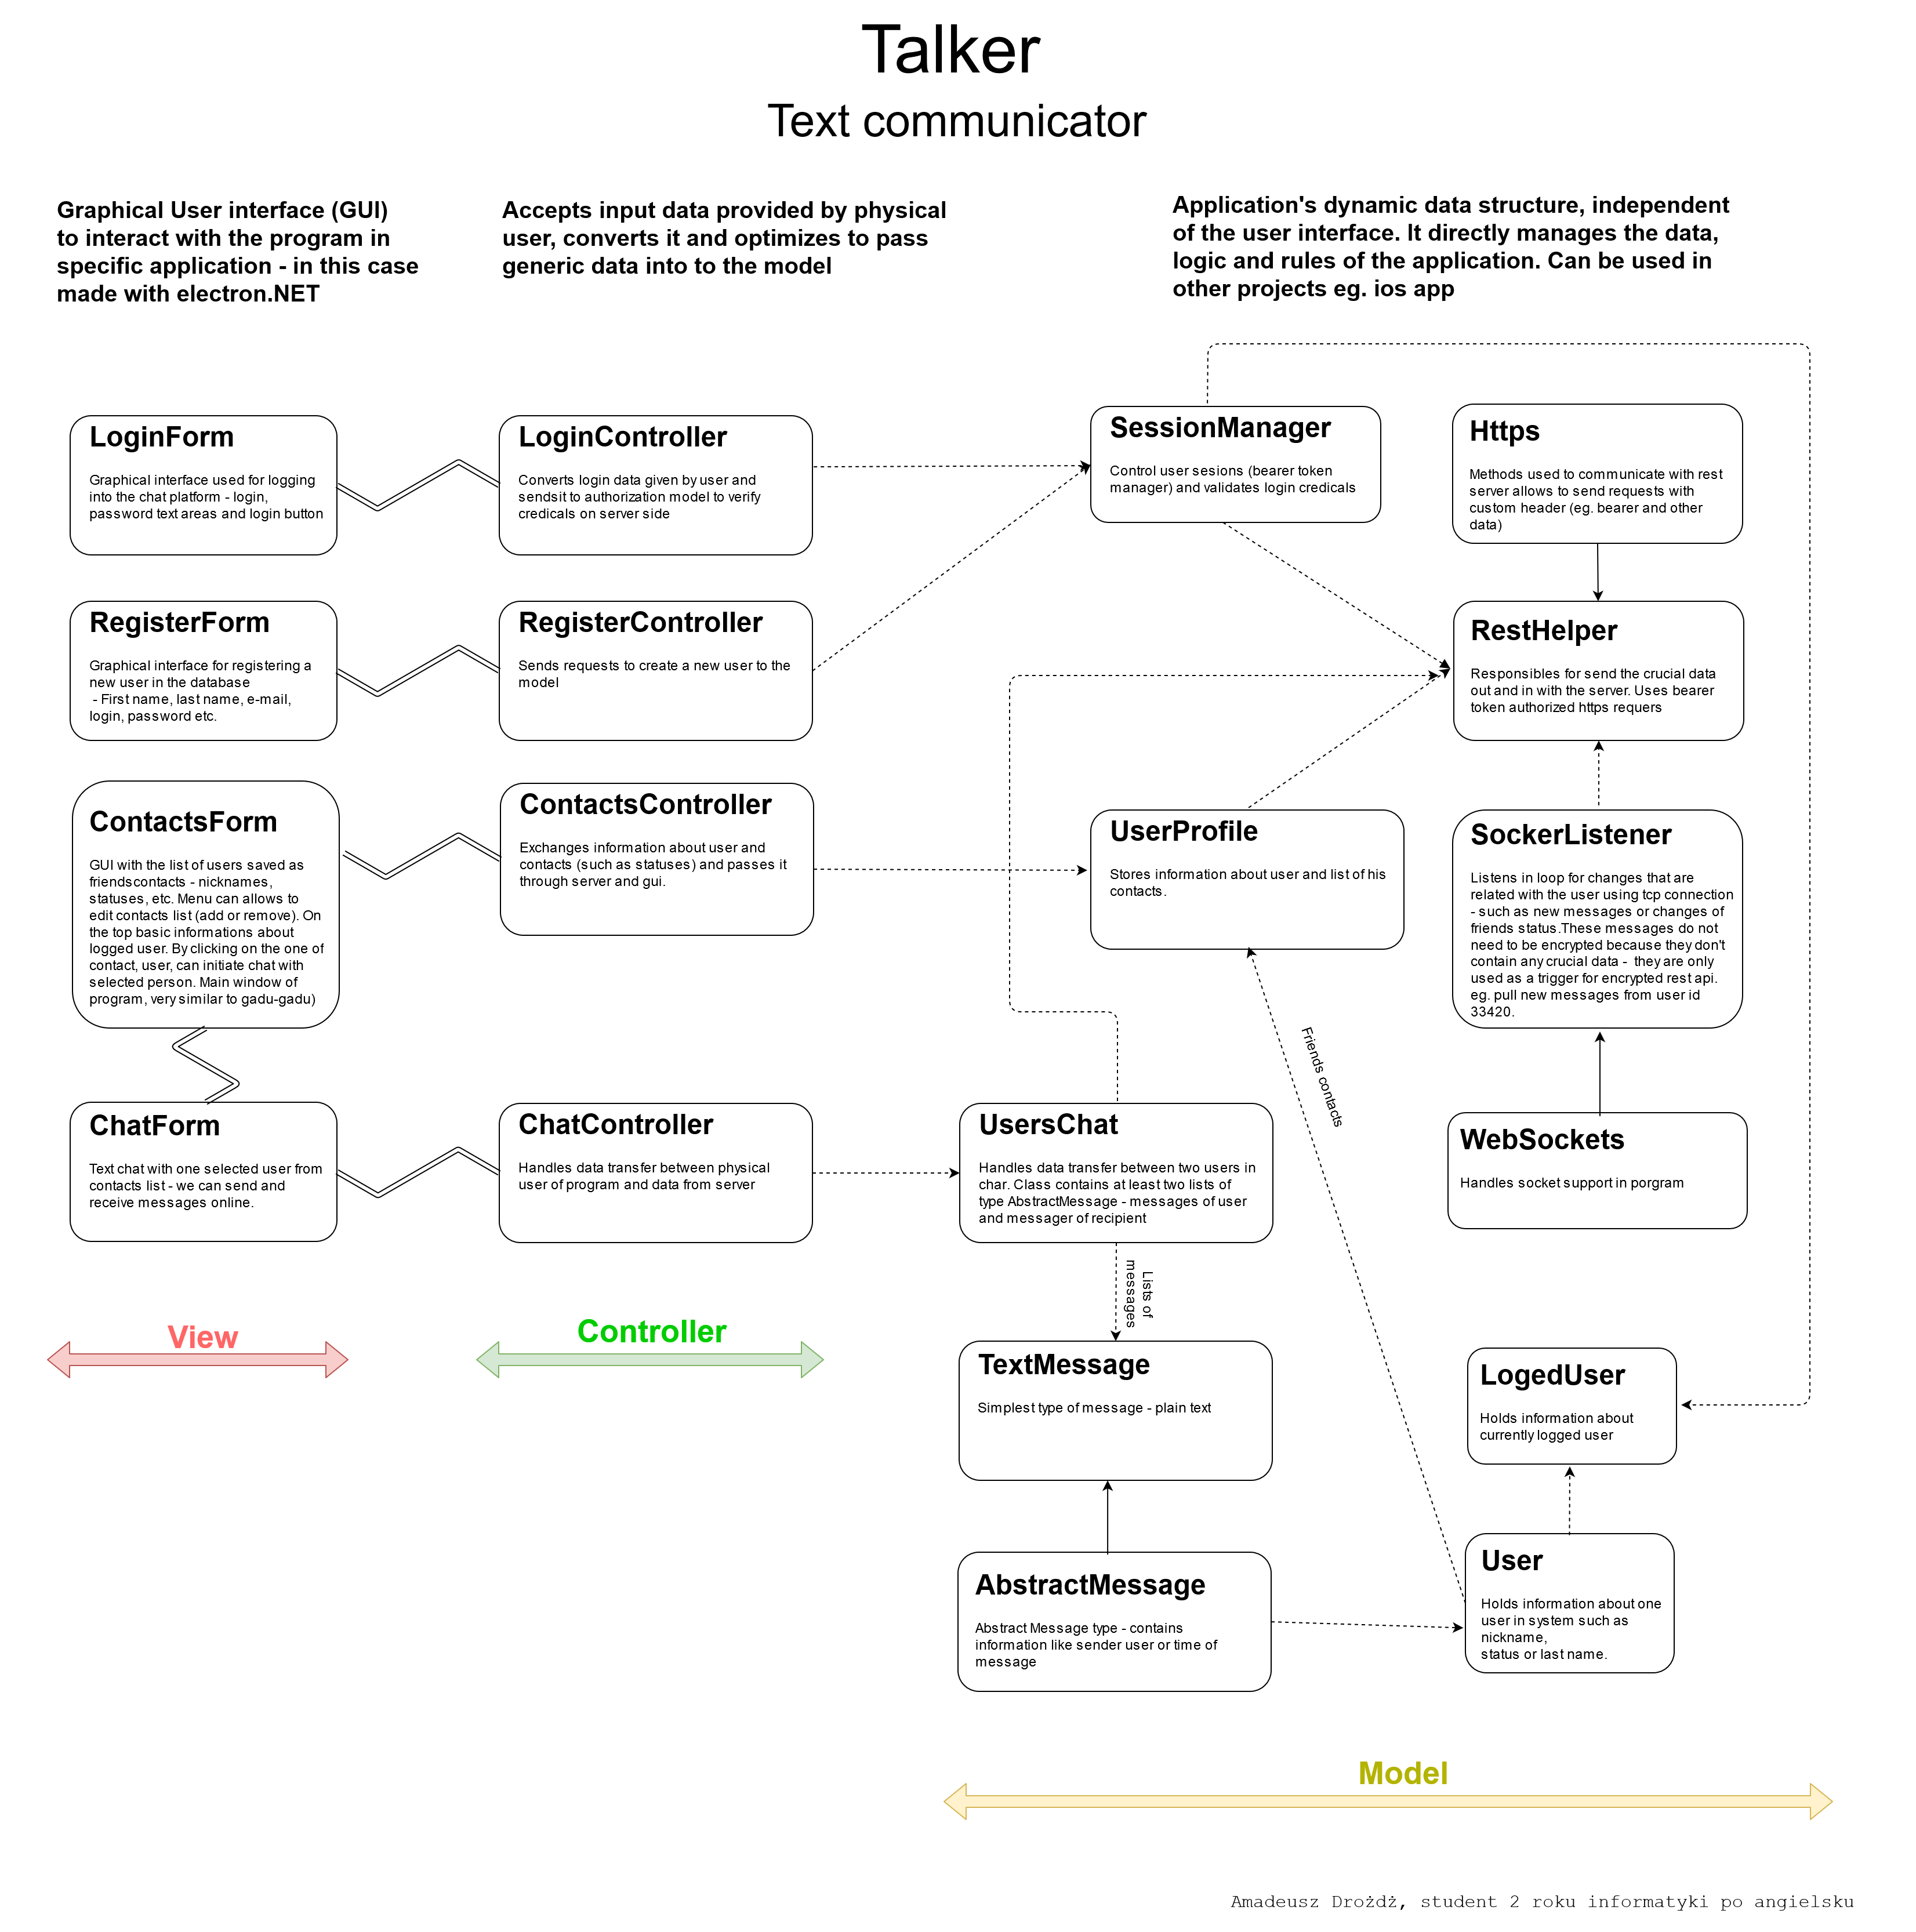 Talker
Text communicator
Graphical User interface (GUI)
to interact with the program in
specific application - in this case
made with electron.NET
Accepts input data provided by physical
user, converts it and optimizes to pass
generic data into to the model
Application's dynamic data structure, independent
of the user interface. It directly manages the data,
logic and rules of the application. Can be used in
other projects eg. ios app
LoginForm
Graphical interface used for logging
into the chat platform - login,
password text areas and login button
LoginController
Converts login data given by user and
sendsit to authorization model to verify
credicals on server side
SessionManager
Control user sesions (bearer token
manager) and validates login credicals
Https
Methods used to communicate with rest
server allows to send requests with
custom header (eg. bearer and other
data)
RegisterForm
Graphical interface for registering a
new user in the database
- First name, last name, e-mail,
login, password etc.
RegisterController
Sends requests to create a new user to the
model
RestHelper
Responsibles for send the crucial data
out and in with the server. Uses bearer
token authorized https requers
ContactsForm
GUI with the list of users saved as
friendscontacts - nicknames,
statuses, etc. Menu can allows to
edit contacts list (add or remove). On
the top basic informations about
logged user. By clicking on the one of
contact, user, can initiate chat with
selected person. Main window of
program, very similar to gadu-gadu)
ContactsController
Exchanges information about user and
contacts (such as statuses) and passes it
through server and gui.
UserProfile
Stores information about user and list of his
contacts.
SockerListener
Listens in loop for changes that are
related with the user using tcp connection
- such as new messages or changes of
friends status.These messages do not
need to be encrypted because they don't
contain any crucial data - they are only
used as a trigger for encrypted rest api.
eg. pull new messages from user id
33420.
Friends contacts
ChatForm
Text chat with one selected user from
contacts list - we can send and
receive messages online.
ChatController
Handles data transfer between physical
user of program and data from server
UsersChat
Handles data transfer between two users in
char. Class contains at least two lists of
type AbstractMessage - messages of user
and messager of recipient
WebSockets
Handles socket support in porgram
Lists of
messages
View
Controller
TextMessage
Simplest type of message - plain text
LogedUser
Holds information about
currently logged user
AbstractMessage
Abstract Message type - contains
information like sender user or time of
message
User
Holds information about one
user in system such as
nickname,
status or last name.
Model
Amadeusz Drożdż, student 2 roku informatyki po angielsku